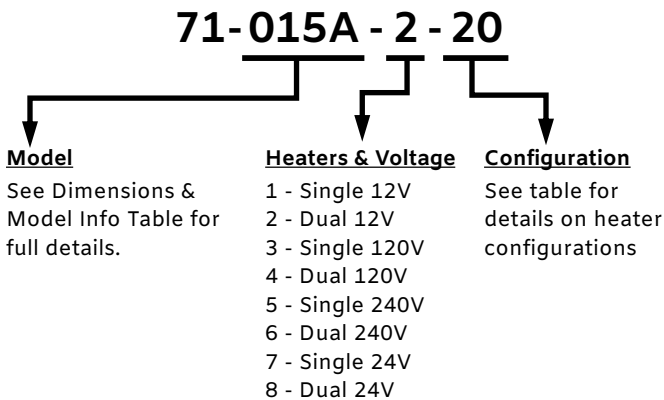 71-015A - 2 - 20
Model
See Dimensions &
Model Info Table for
full details.
Heaters & Voltage
1 - Single 12V
2 - Dual 12V
3 - Single 120V
4 - Dual 120V
5 - Single 240V
6 - Dual 240V
7 - Single 24V
8 - Dual 24V
Configuration
See table for
details on heater
configurations